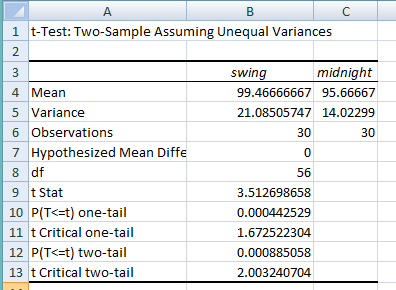 A B C
1 t-Test: Two-Sample Assuming Unequal Variances
2
3 swing midnight
4 Mean 99.46666667 95.66667
5 Variance 21.08505747 14.02299
6 Observations 30 30
7 Hypothesized Mean Diffe 0
8 df 56
9 t Stat 3.512698658
10 P(T<=t) one-tail 0.000442529
11 t Critical one-tail 1.672522304
12 P(T<=t) two-tail 0.000885058
13 t Critical two-tail 2.003240704